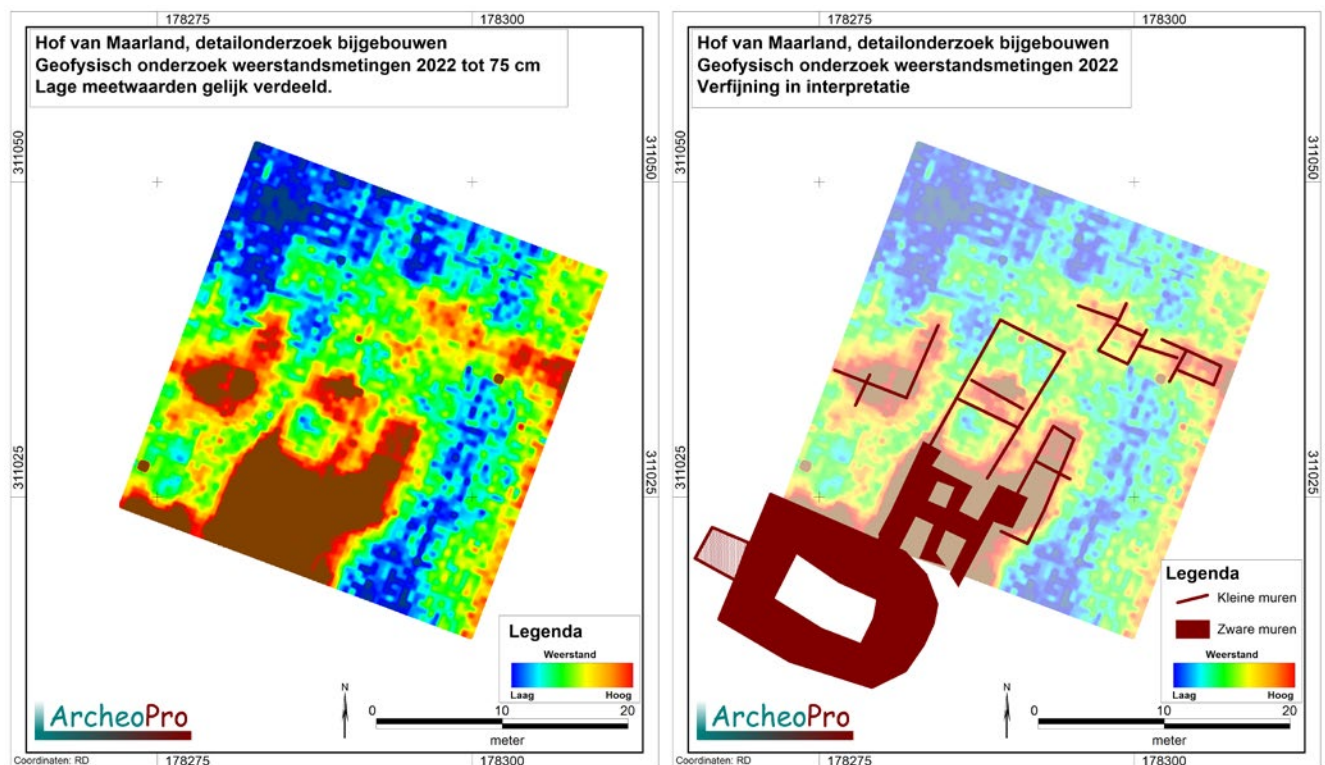 178275
178300
Hof van Maarland, detailonderzoek bijgebouwen
Geofysisch onderzoek weerstandsmetingen 2022 tot 75 cm
Lage meetwaarden gelijk verdeeld.
311050
311050
311025
311025
Legenda
Weerstand
Laag
Hoog
ArcheoPro
N
0
10
20
meter
Coordinaten: RD
178275
178300
178275
178300
Hof van Maarland, detailonderzoek bijgebouwen
Geofysisch onderzoek weerstandsmetingen 2022
Verfijning in interpretatie
311050
311050
311025
311025
Legenda
Kleine muren
Zware muren
Weerstand
Laag
Hoog
ArcheoPro
N
0
10
20
meter
Coordinaten: RD
178275
178300